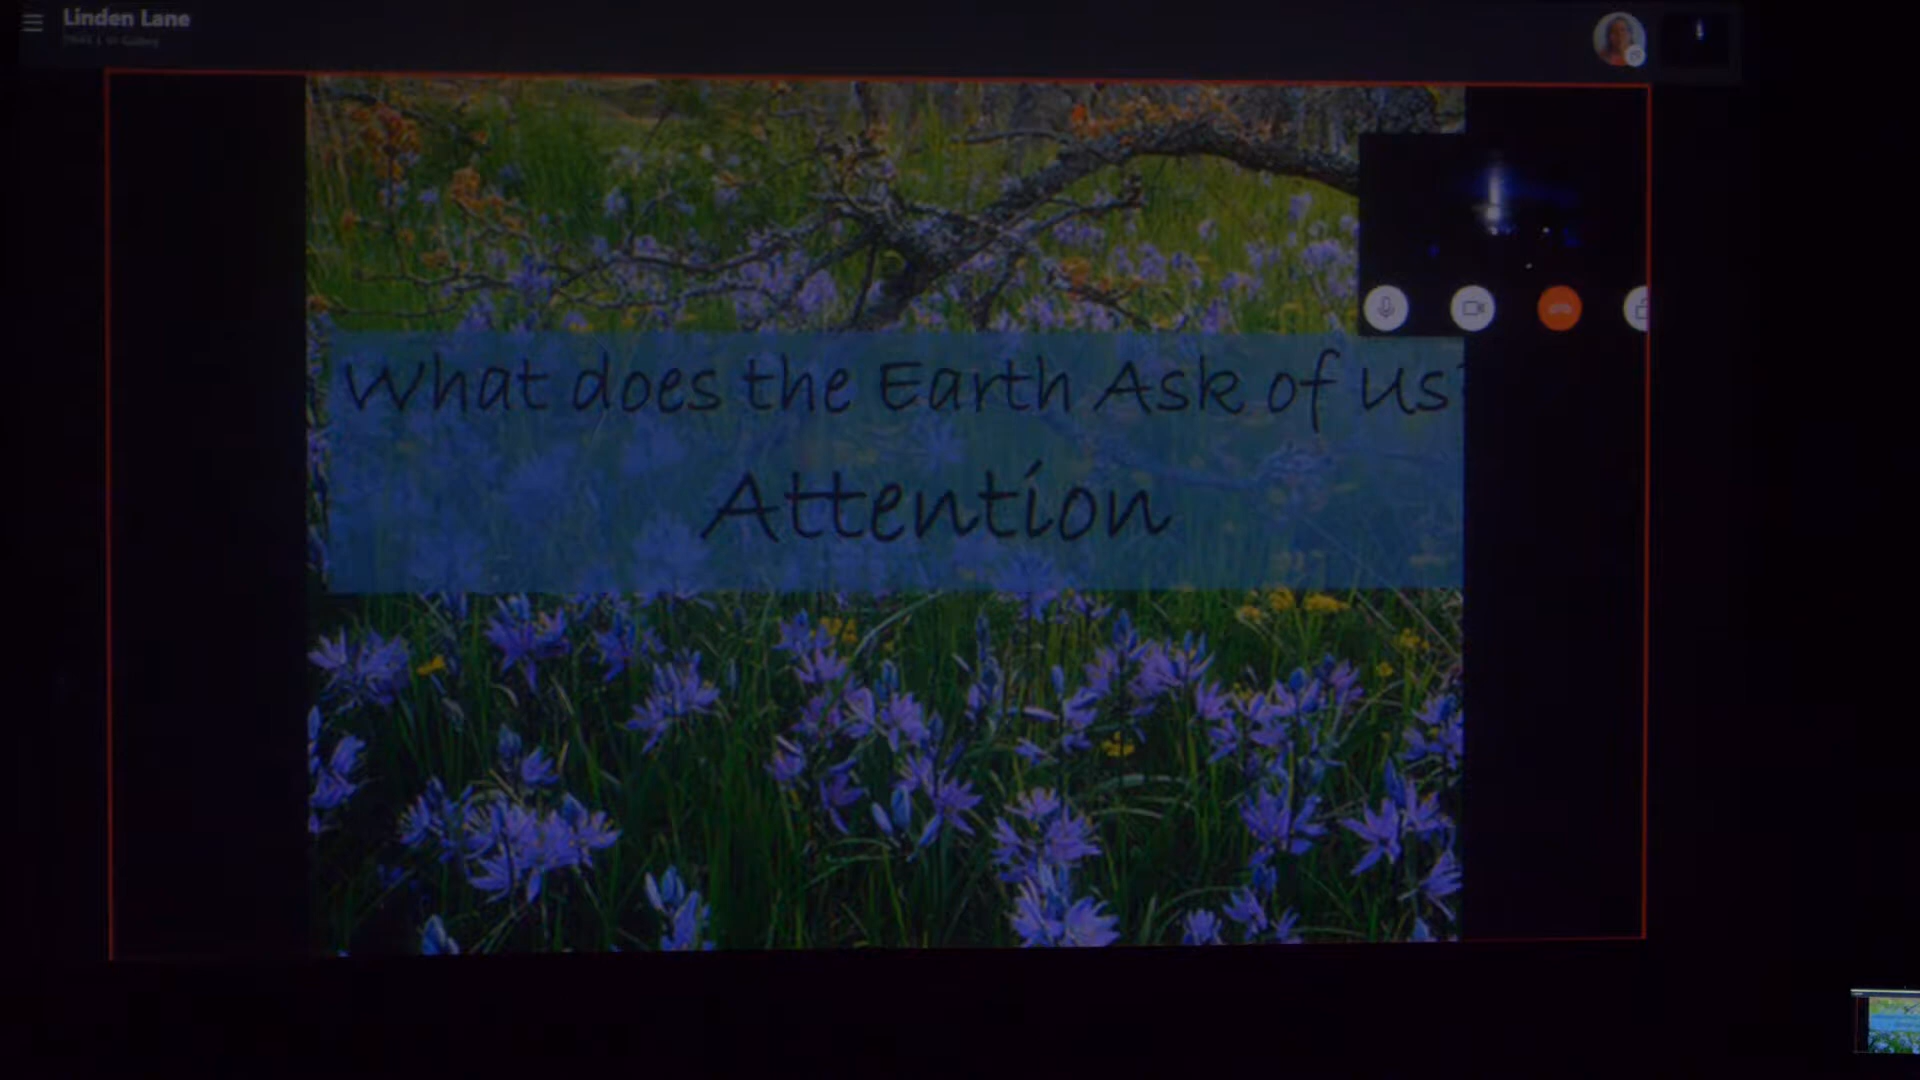 Linden Lane
What does the Earth Ask of Us?
Attention